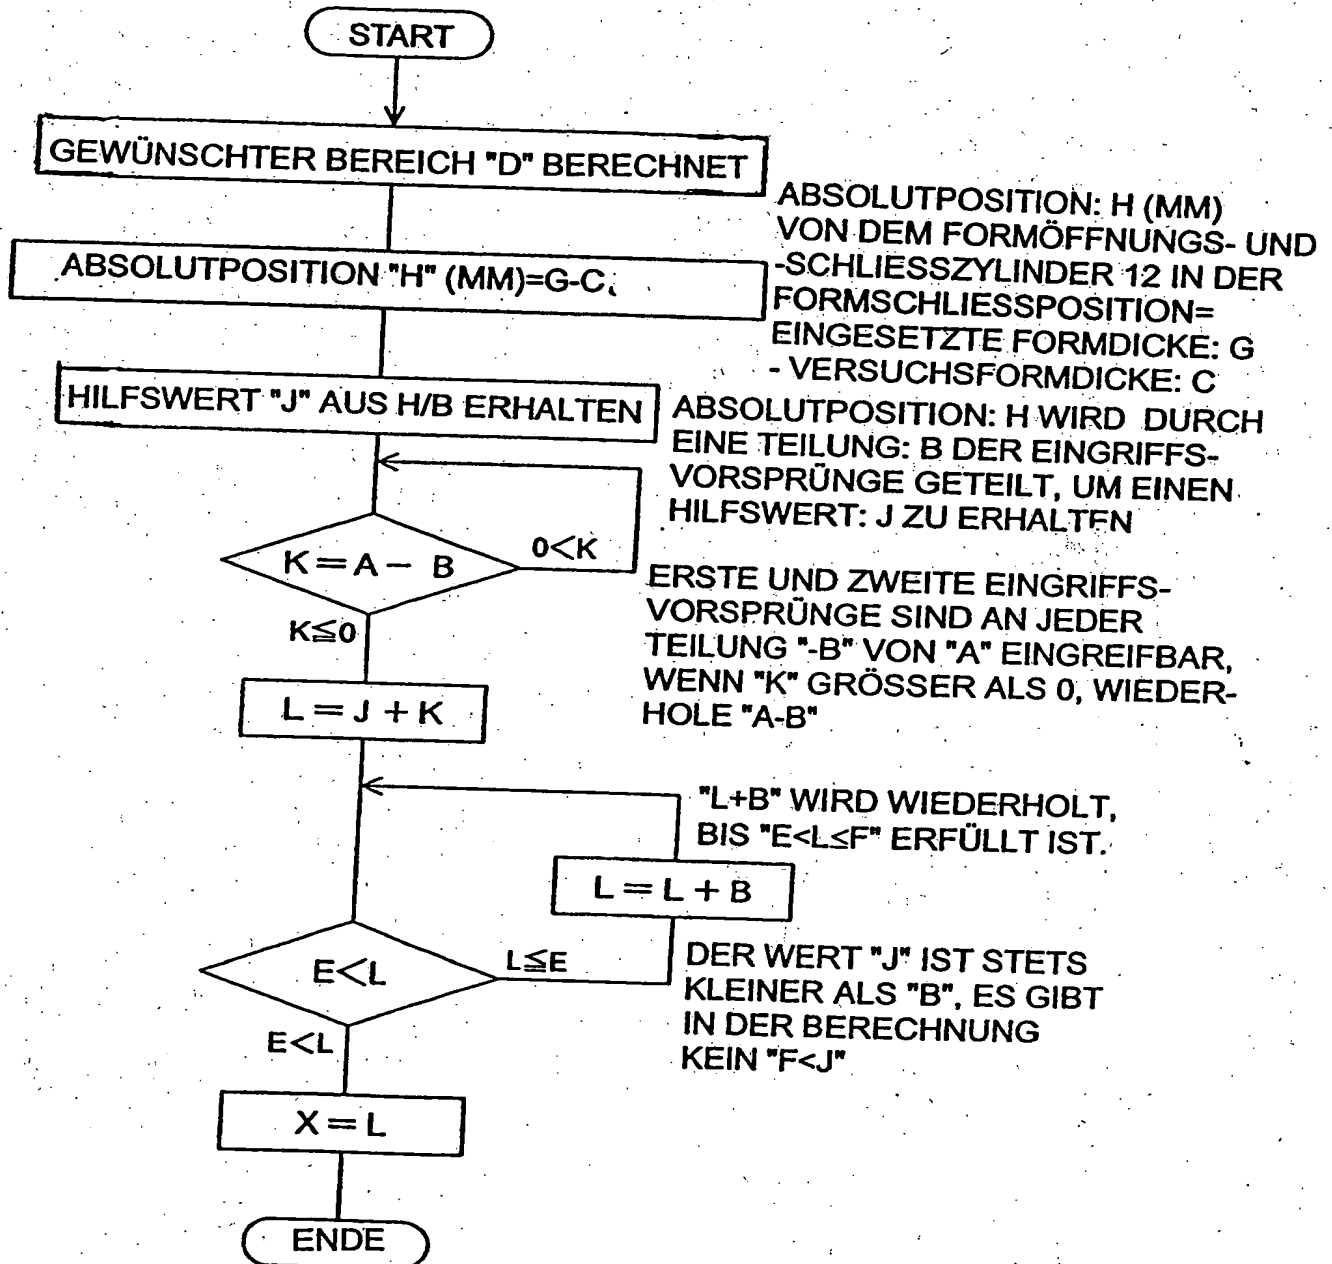 START
GEWÜNSCHTER BEREICH "D" BERECHNET
ABSOLUTPOSITION "H" (MM)=G-C
ABSOLUTPOSITION: H (MM)
VON DEM FORMÖFFNUNGS- UND
-SCHLIESSZYLINDER 12 IN DER
FORMSCHLIESSPOSITION=
EINGESETZTE FORMDICKE: G
- VERSUCHSFORMDICKE: C
HILFSWERT "J" AUS H/B ERHALTEN
ABSOLUTPOSITION: H WIRD DURCH
EINE TEILUNG: B DER EINGRIFFS-
VORSPRÜNGE GETEILT, UM EINEN
HILFSWERT: J ZU ERHALTEN
K=A- B
0<K
K≦0
ERSTE UND ZWEITE EINGRIFFS-
VORSPRÜNGE SIND AN JEDER
TEILUNG "-B" VON "A" EINGREIFBAR,
WENN "K" GRÖSSER ALS 0, WIEDER-
HOLE "A-B"
L=J+K
"L+B" WIRD WIEDERHOLT,
BIS "E<L≤F" ERFÜLLT IST.
L=L+B
E<L
L≦E
E<L
DER WERT "J" IST STETS
KLEINER ALS "B", ES GIBT
IN DER BERECHNUNG
KEIN "F<J"
X=L
ENDE